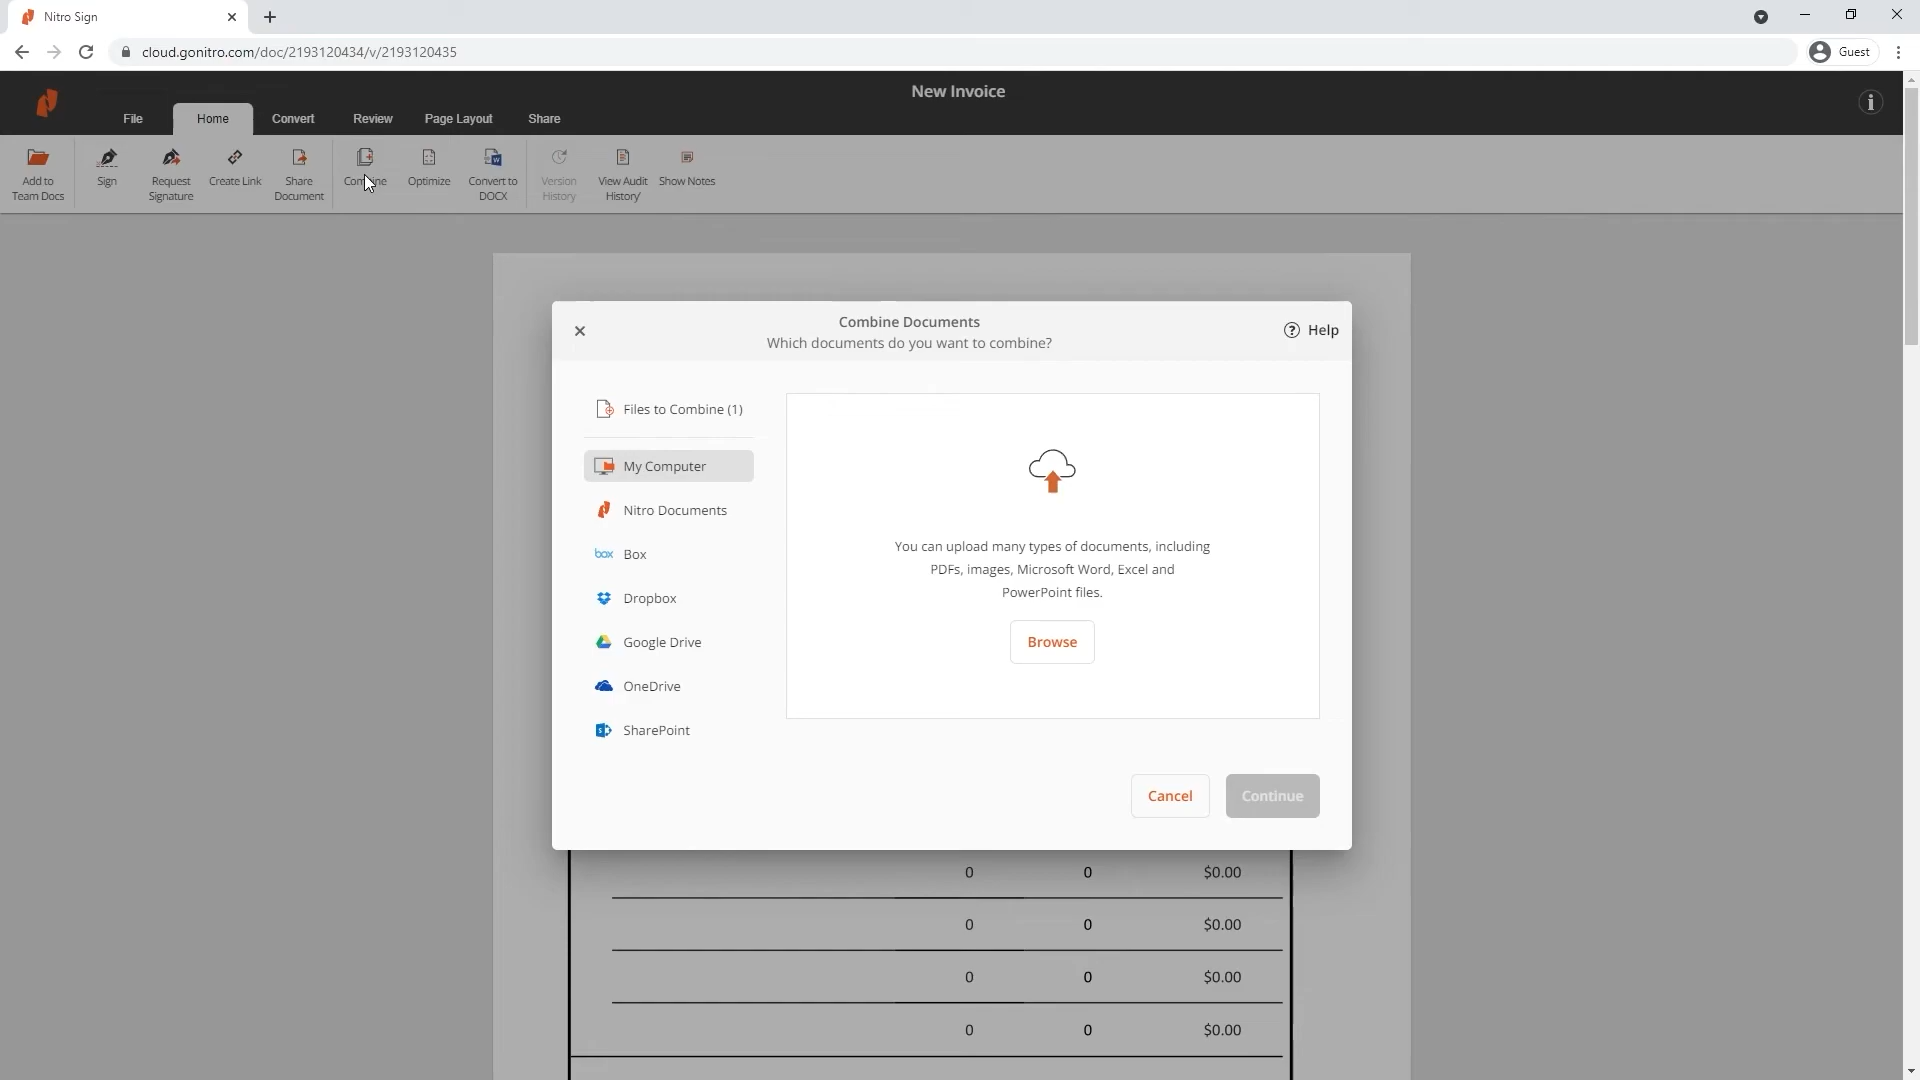 Nitro Sign
cloud.gonitro.com/doc/2193120434/v/2193120435
Guest
New Invoice
File
Home
Convert
Review
Page Layout
Share
Add to
Team Docs
Sign
Request
Signature
Create Link
Share
Document
Combine
Optimize
Convert to
DOCX
Version
History
View Audit
History
Show Notes
Combine Documents
Which documents do you want to combine?
Help
Files to Combine (1)
My Computer
Nitro Documents
box Box
Dropbox
Google Drive
OneDrive
SharePoint
You can upload many types of documents, including
PDFs, images, Microsoft Word, Excel and
PowerPoint files.
Browse
Cancel
Continue
0 0 $0.00
0 0 $0.00
0 0 $0.00
0 0 $0.00